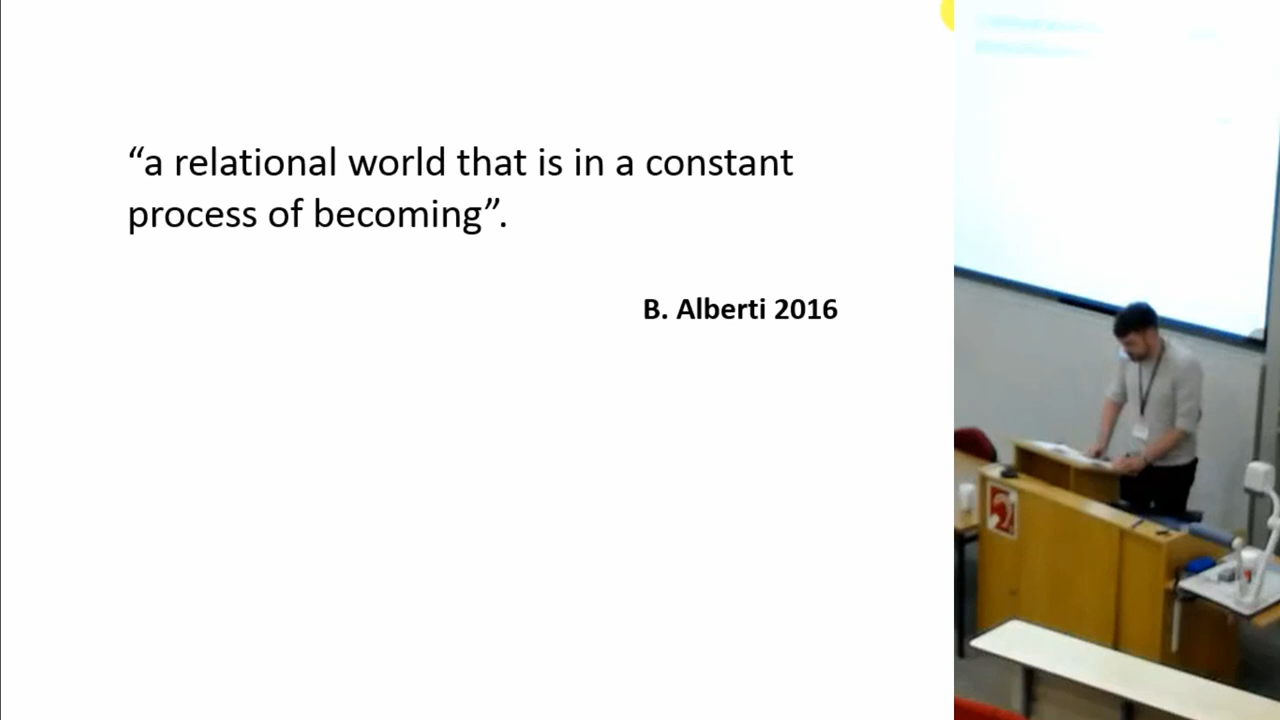 “a relational world that is in a constant
process of becoming”.
B. Alberti 2016